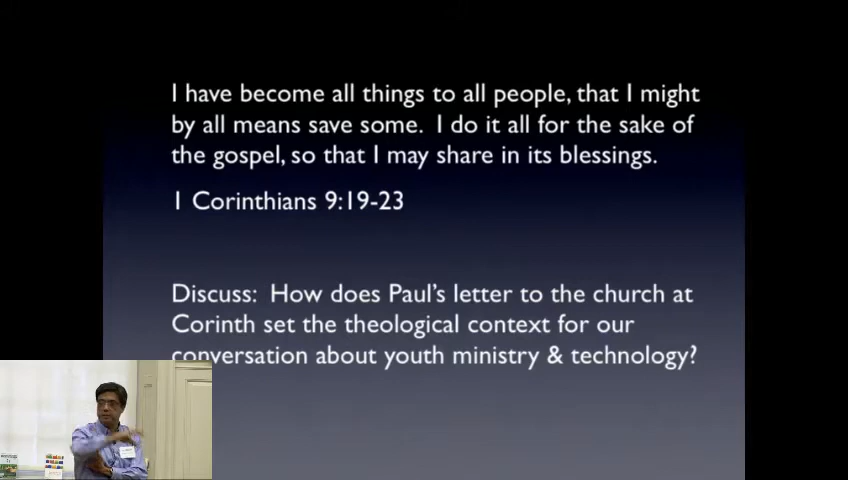 I have become all things to all people, that I might
by all means save some.  I do it all for the sake of
the gospel, so that I may share in its blessings.
1 Corinthians 9:19-23
Discuss:  How does Paul's letter to the church at
Corinth set the theological context for our
conversation about youth ministry & technology?